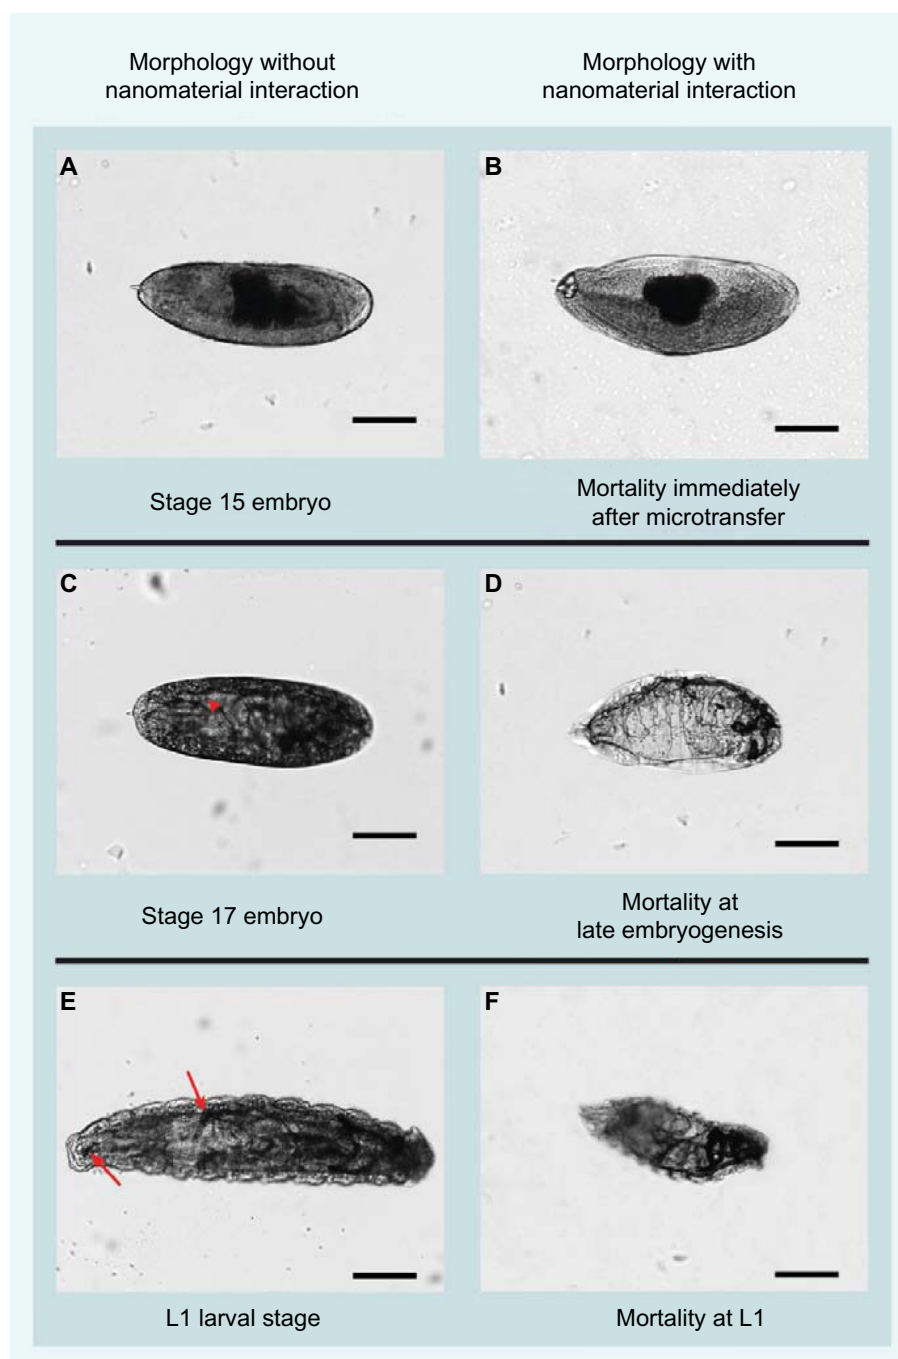 Morphology without
nanomaterial interaction
Morphology with
nanomaterial interaction
A
B
Stage 15 embryo
Mortality immediately
after microtransfer
C
D
Stage 17 embryo
Mortality at
late embryogenesis
E
F
L1 larval stage
Mortality at L1